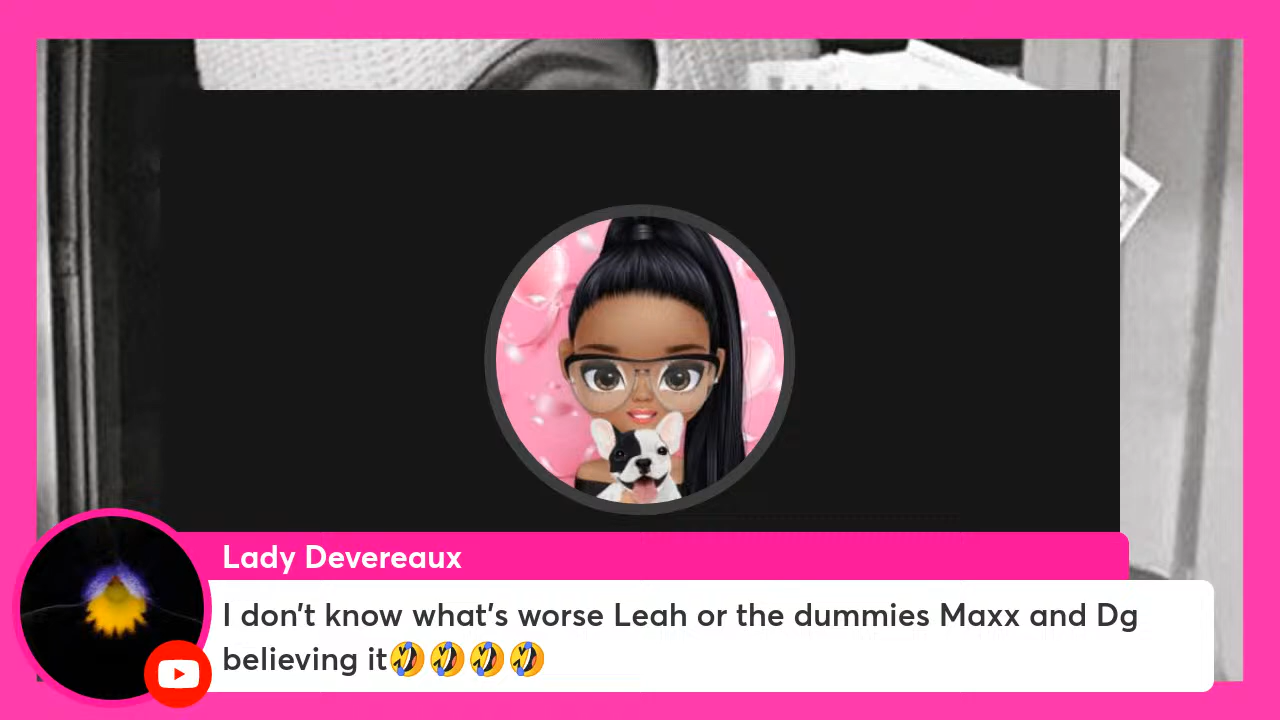 Lady Devereaux
I don't know what's worse Leah or the dummies Maxx and Dg
believing it🤣🤣🤣🤣